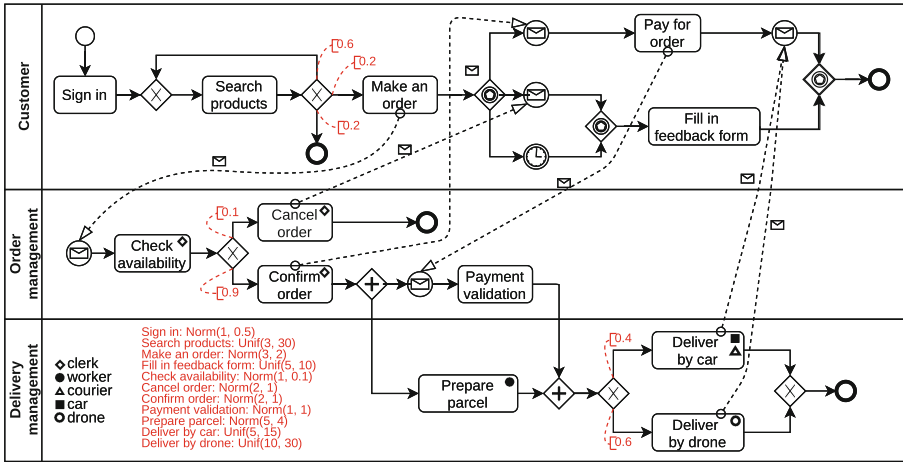 Customer
Sign in
Search
products
0.6
0.2
0.2
Make an
order
Pay for
order
Fill in
feedback form
Order
management
Check
availability
0.1
0.9
Cancel
order
Confirm
order
Payment
validation
Delivery
management
clerk
worker
courier
car
drone
Sign in: Norm(1, 0.5)
Search products: Unif(3, 30)
Make an order: Norm(3, 2)
Fill in feedback form: Unif(5, 10)
Check availability: Norm(1, 0.1)
Cancel order: Norm(2, 1)
Confirm order: Norm(2, 1)
Payment validation: Norm(1, 1)
Prepare parcel: Norm(5, 4)
Deliver by car: Unif(5, 15)
Deliver by drone: Unif(10, 30)
Prepare
parcel
0.4
0.6
Deliver
by car
Deliver
by drone